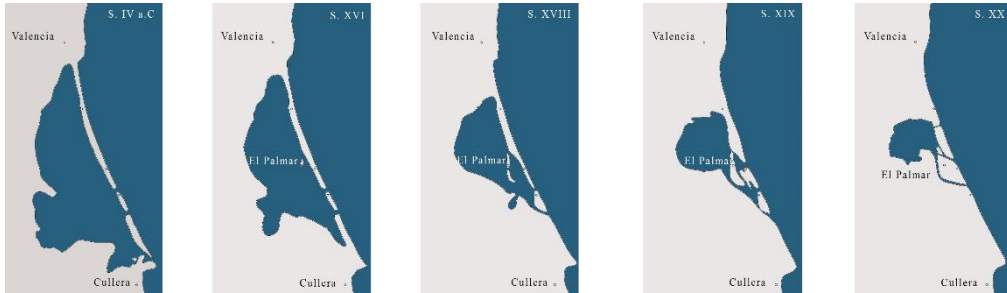 S. IV a.C
Valencia
Cullera
S. XVI
Valencia
El Palmar
Cullera
S. XVIII
Valencia
El Palmar
Cullera
S. XIX
Valencia
El Palmar
Cullera
S. XX
Valencia
El Palmar
Cullera